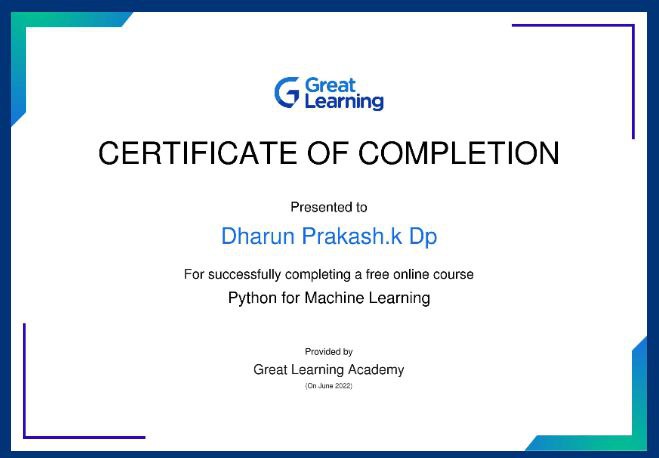 Great
Learning
CERTIFICATE OF COMPLETION
Presented to
Dharun Prakash.k Dp
For successfully completing a free online course
Python for Machine Learning
Provided by
Great Learning Academy
(On June 2022)